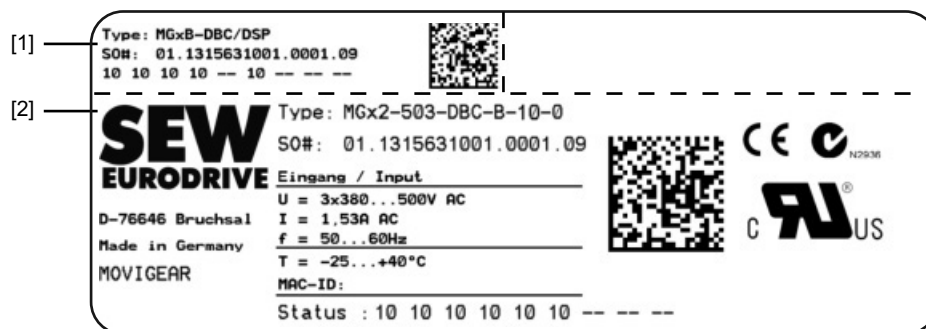 [1]
Type: MGxB-DBC/DSP
SO#: 01.1315631001.0001.09
10 10 10 10 -- 10 -- -- -- --
[2]
SEW
EURODRIVE
D-76646 Bruchsal
Made in Germany
MOVIGEAR
Type: MGx2-503-DBC-B-10-0
SO#: 01.1315631001.0001.09
Eingang / Input
U = 3x380...500V AC
I = 1,53A AC
f = 50...60Hz
T = -25...+40°C
MAC-ID:
Status : 10 10 10 10 10 10 -- -- --
CE
N2936
C RU ® US